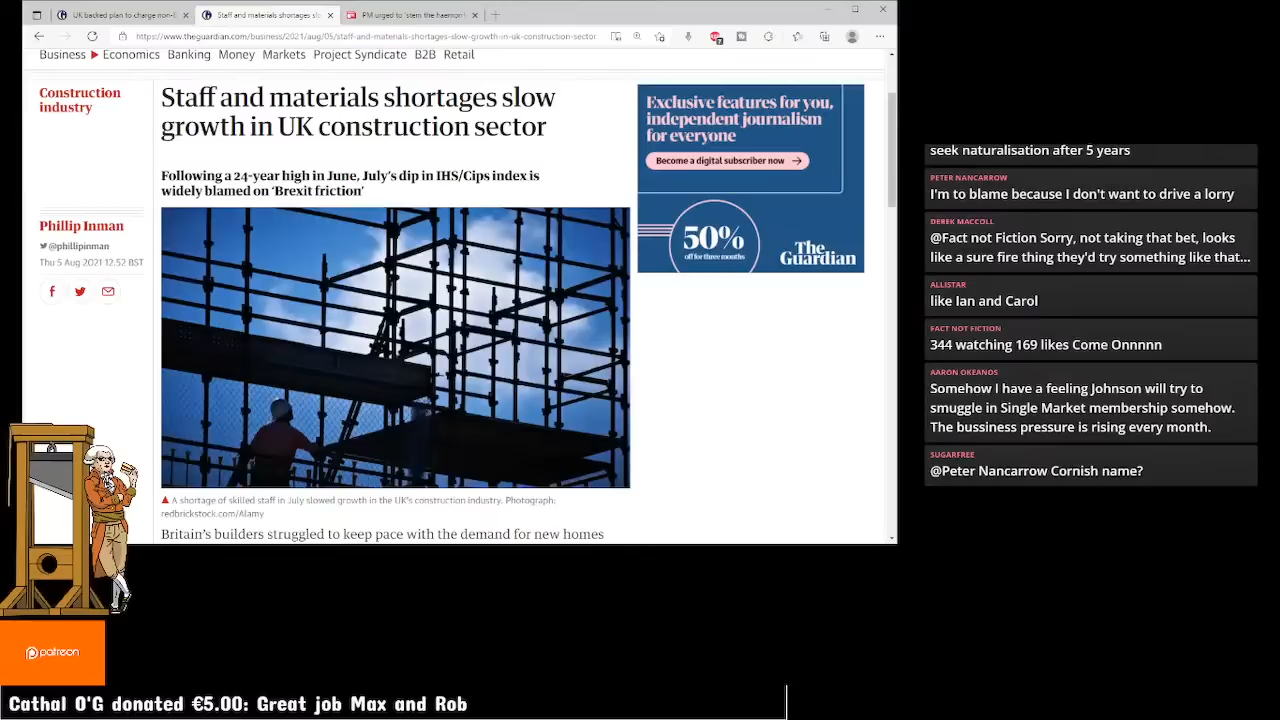 UK backed plan to charge non-E
Staff and materials shortages slo
PM urged to 'stem the haemorr
https://www.theguardian.com/business/2021/aug/05/staff-and-materials-shortages-slow-growth-in-uk-construction-sector
7
Business ▶ Economics Banking Money Markets Project Syndicate B2B Retail
Construction
industry
Staff and materials shortages slow
growth in UK construction sector
Following a 24-year high in June, July's dip in IHS/Cips index is
widely blamed on 'Brexit friction'
Phillip Inman
@phillipinman
Thu 5 Aug 2021 12.52 BST
Exclusive features for you,
independent journalism
for everyone
Become a digital subscriber now →
50%
off for three months
The
Guardian
▲ A shortage of skilled staff in July slowed growth in the UK's construction industry. Photograph:
redbrickstock.com/Alamy
Britain's builders struggled to keep pace with the demand for new homes
seek naturalisation after 5 years
PETER NANCARROW
I'm to blame because I don't want to drive a lorry
DEREK MACCOLL
@Fact not Fiction Sorry, not taking that bet, looks
like a sure fire thing they'd try something like that...
ALLISTAR
like Ian and Carol
FACT NOT FICTION
344 watching 169 likes Come Onnnnn
AARON OKEANOS
Somehow I have a feeling Johnson will try to
smuggle in Single Market membership somehow.
The bussiness pressure is rising every month.
SUGARFREE
@Peter Nancarrow Cornish name?
patreon
Cathal O'G donated €5.00: Great job Max and Rob